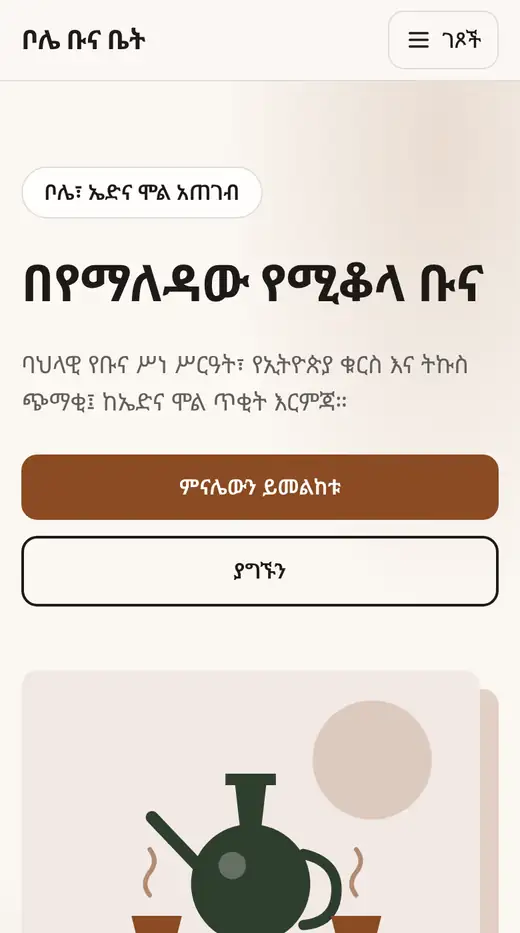 ቦሌ ቡና ቤት
ገጾች
ቦሌ፣ ኤድና ሞል አጠገብ
በየማለዳው የሚቆላ ቡና
ባህላዊ የቡና ሥነ ሥርዓት፣ የኢትዮጵያ ቁርስ እና ትኩስ
ጭማቂ፤ ከኤድና ሞል ጥቂት እርምጃ።
ምናሌውን ይመልከቱ
ያግኙን